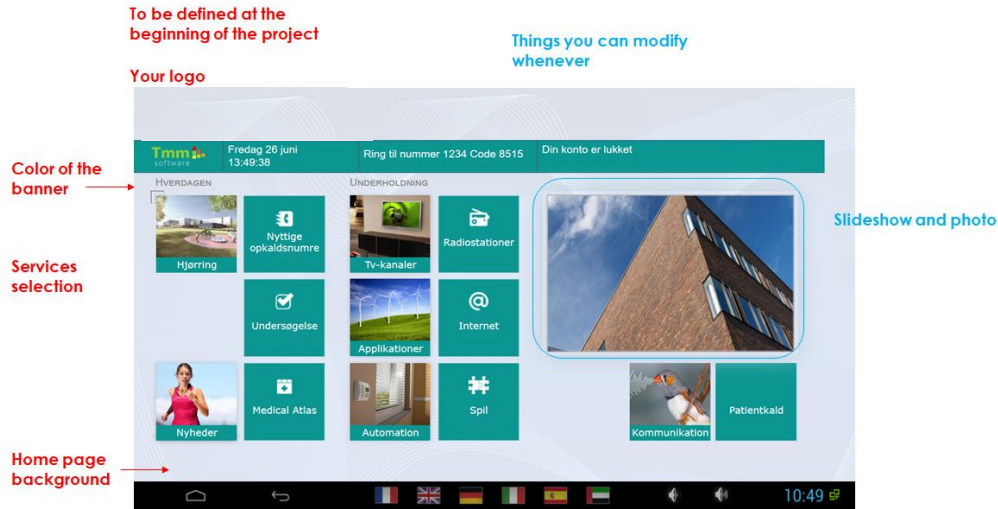 To be defined at the
beginning of the project
Things you can modify
whenever
Your logo
Tmm
software
Fredag 26 juni
13:49:38
Ring til nummer 1234 Code 8515
Din konto er lukket
Color of the
banner
HVERDAGEN
UNDERHOLDNING
Hjørring
Nyttige
opkaldsnumre
Tv-kanaler
Radiostationer
Slideshow and photo
Services
selection
Undersøgelse
Applikationer
Internet
Nyheder
Medical Atlas
Automation
Spil
Kommunikation
Patientkald
Home page
background
10:49